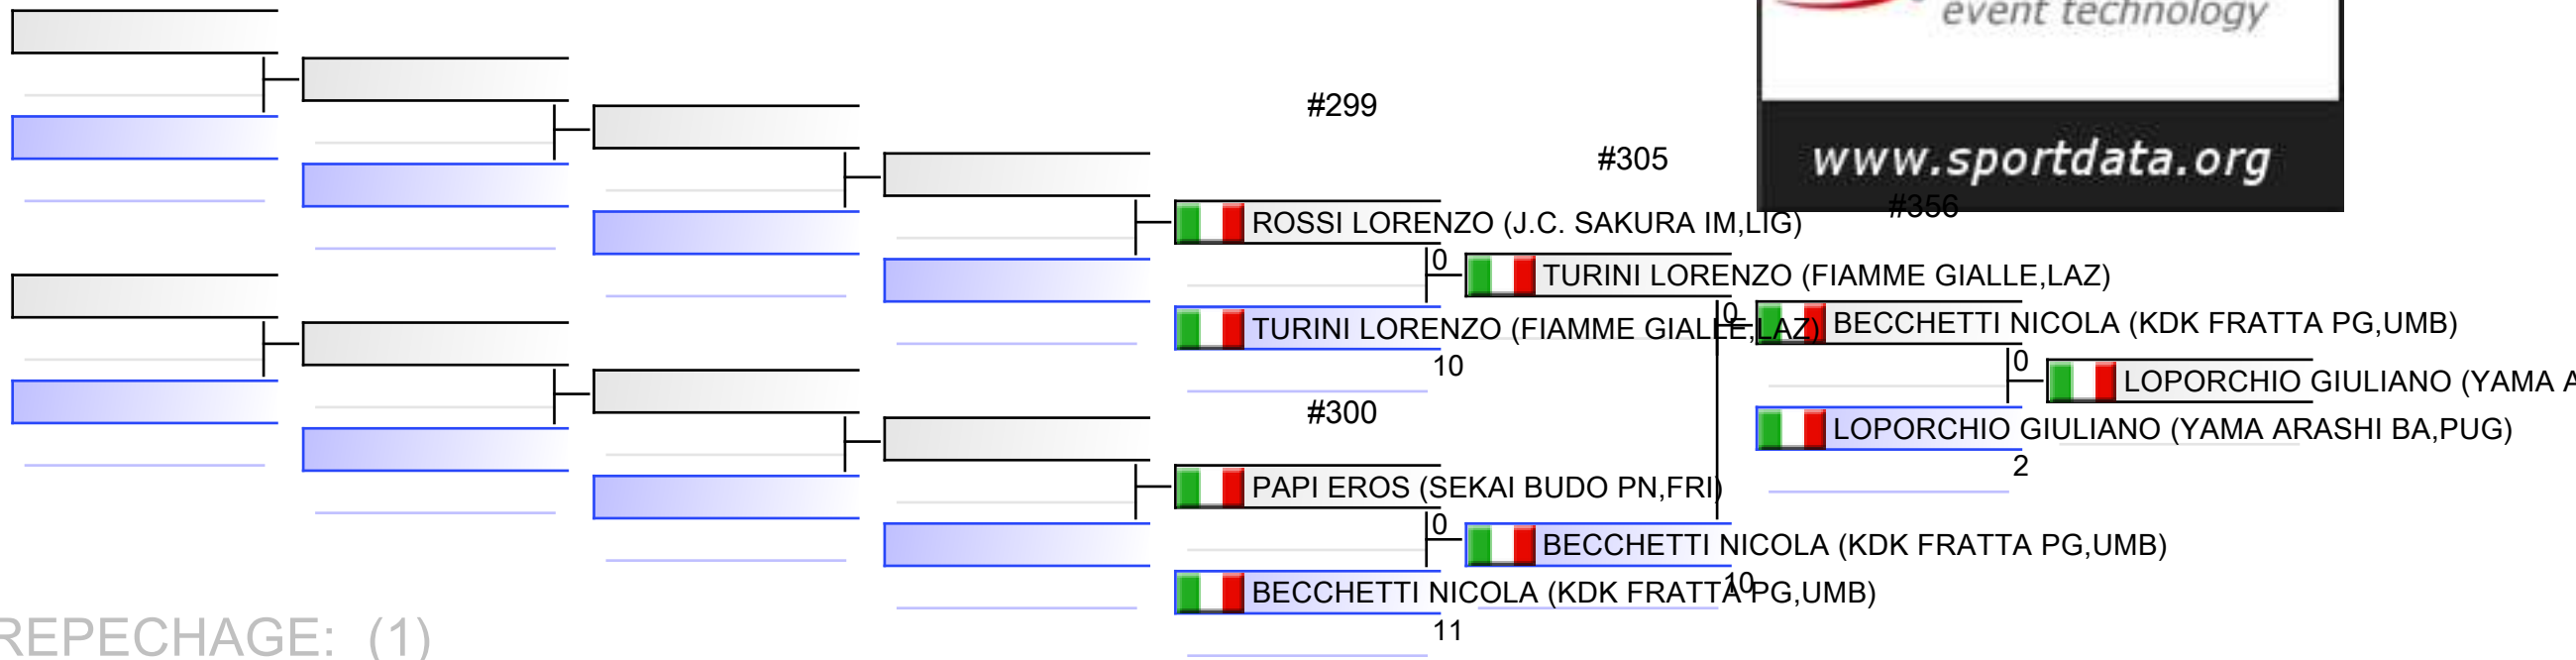 event technology
www.sportdata.org
#299
#305
#356
ROSSI LORENZO (J.C. SAKURA IM,LIG)
0
TURINI LORENZO (FIAMME GIALLE,LAZ)
TURINI LORENZO (FIAMME GIALLE,LAZ)
10
0
BECCHETTI NICOLA (KDK FRATTA PG,UMB)
0
LOPORCHIO GIULIANO (YAMA A
LOPORCHIO GIULIANO (YAMA ARASHI BA,PUG)
2
#300
PAPI EROS (SEKAI BUDO PN,FRI)
0
BECCHETTI NICOLA (KDK FRATTA PG,UMB)
10
BECCHETTI NICOLA (KDK FRATTA PG,UMB)
11
REPECHAGE: (1)